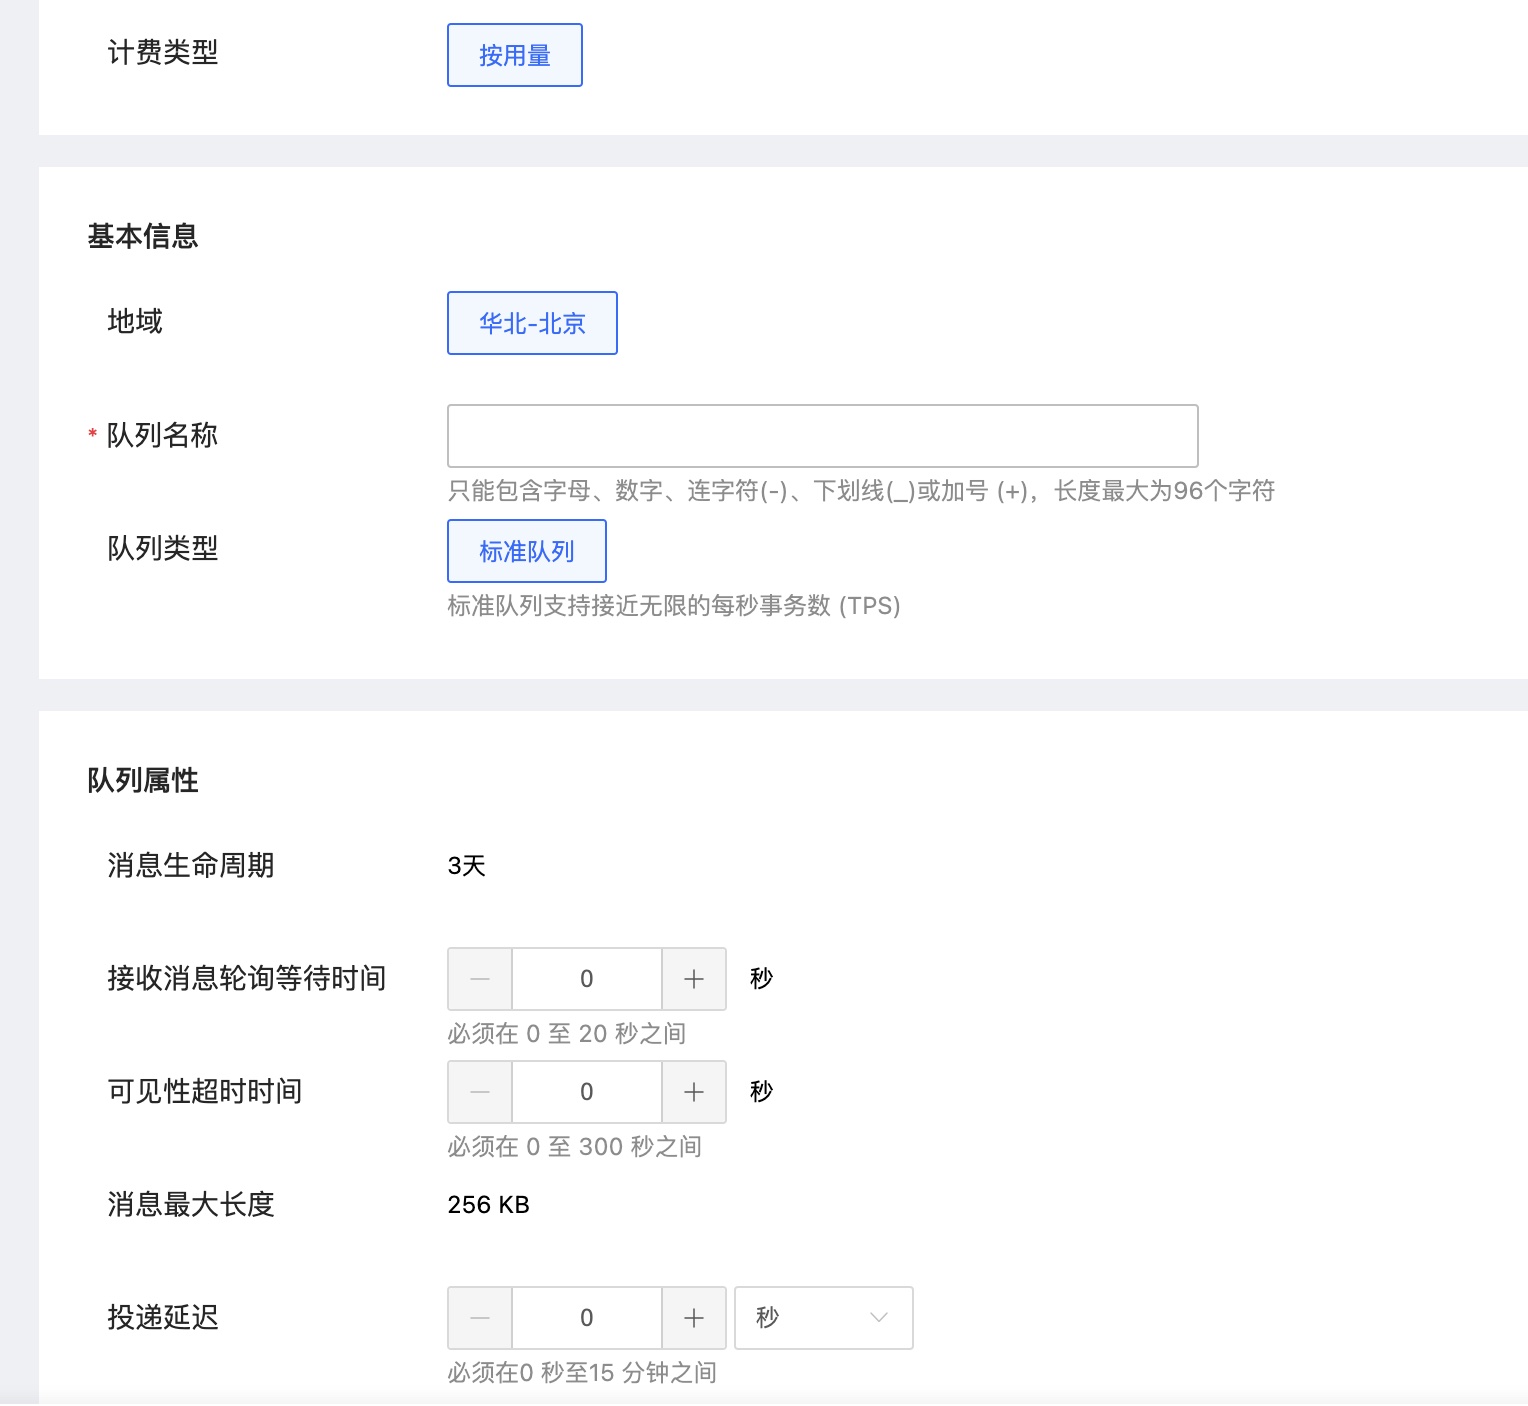 计费类型
按用量
基本信息
地域
华北-北京
* 队列名称
只能包含字母、数字、连字符(-)、下划线(_)或加号 (+)，长度最大为96个字符
队列类型
标准队列
标准队列支持接近无限的每秒事务数 (TPS)
队列属性
消息生命周期
3天
接收消息轮询等待时间
0
秒
必须在 0 至 20 秒之间
可见性超时时间
0
秒
必须在 0 至 300 秒之间
消息最大长度
256 KB
投递延迟
0
秒
必须在0 秒至15 分钟之间